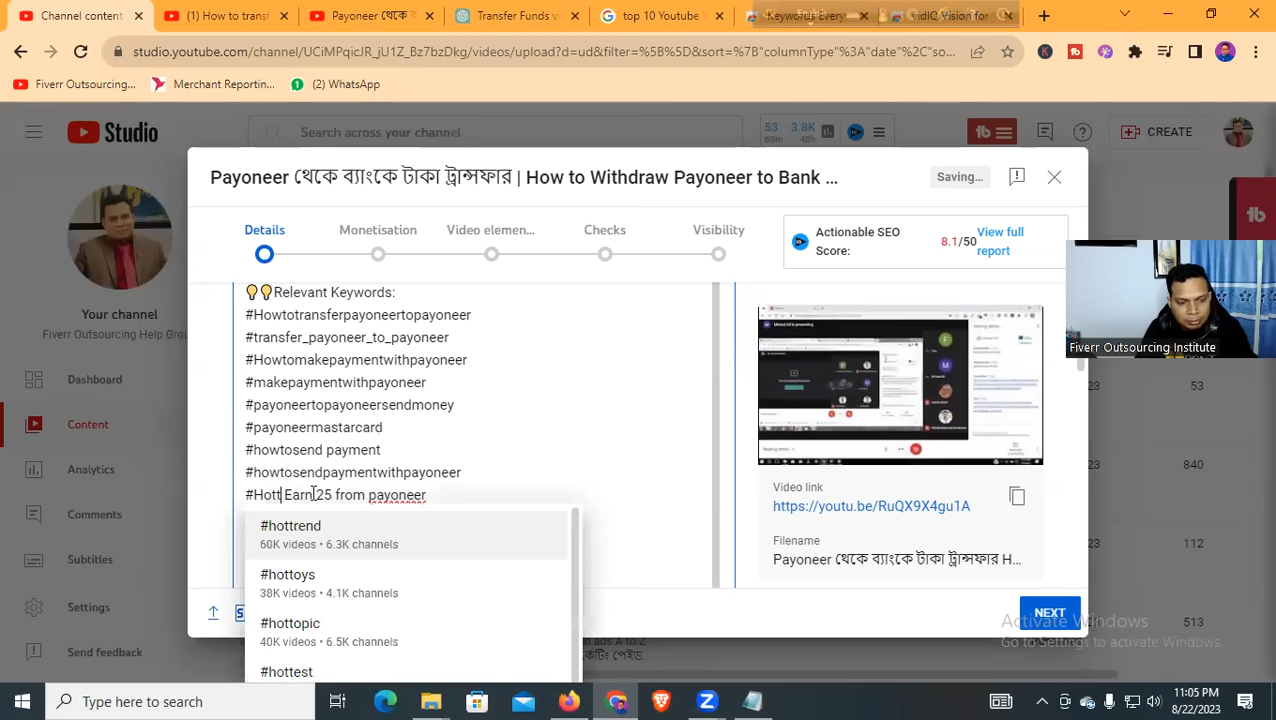 Channel content
(1) How to transfe
Payoneer থেকে ব
Transfer Funds v
top 10 Youtube
Keywords Every
vidIQ Vision for
studio.youtube.com/channel/UCiMPqicJR_jU1Z_Bz7bzDkg/videos/upload?d=ud&filter=%5B%5D&sort=%7B"columnType"%3A"date"%2C"so...
Fiverr Outsourcing...
Merchant Reportin...
(2) WhatsApp
Studio
Search across your channel
53 3.8K
60m 48h
CREATE
Payoneer থেকে ব্যাংকে টাকা ট্রান্সফার | How to Withdraw Payoneer to Bank ...
Saving...
Details
Monetisation
Video elemen...
Checks
Visibility
Actionable SEO Score:
8.1/50
View full report
Your channel
Fiverr Outsourcing Help Grou
Dashboard
Content
Analytics
Comments
Subtitles
Settings
Send feedback
💡💡Relevant Keywords:
#Howtotransferpayoneertopayoneer
#transfer_payoneer_to_payoneer
#Howtomakepaymentwithpayoneer
#makepaymentwithpayoneer
#payoneertopayoneersendmoney
#payoneermastarcard
#howtosend payment
#howtosendpaymentwithpayoneer
#Hott Earn 25 from payoneer
#hottrend
60K videos • 6.3K channels
#hottoys
38K videos • 4.1K channels
#hottopic
40K videos • 6.5K channels
#hottest
Video link
https://youtu.be/RuQX9X4gu1A
Filename
Payoneer থেকে ব্যাংকে টাকা ট্রান্সফার H...
Fiverr Outsourcing Institute
53
840
112
513
NEXT
Activate Windows
Go to Settings to activate Windows.
Type here to search
11:05 PM
8/22/2023